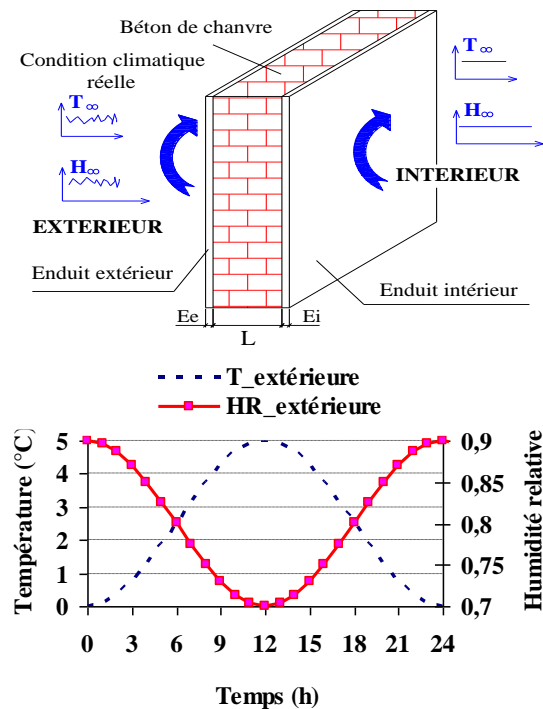 Béton de chanvre
Condition climatique
réelle
T∞
H∞
EXTERIEUR
Enduit extérieur
T∞
H∞
INTERIEUR
Enduit intérieur
Ee
L
Ei
T_extérieure
HR_extérieure
Température (°C)
5
4
3
2
1
0
0,9
0,85
0,8
0,75
0,7
Humidité relative
0 3 6 9 12 15 18 21 24
Temps (h)